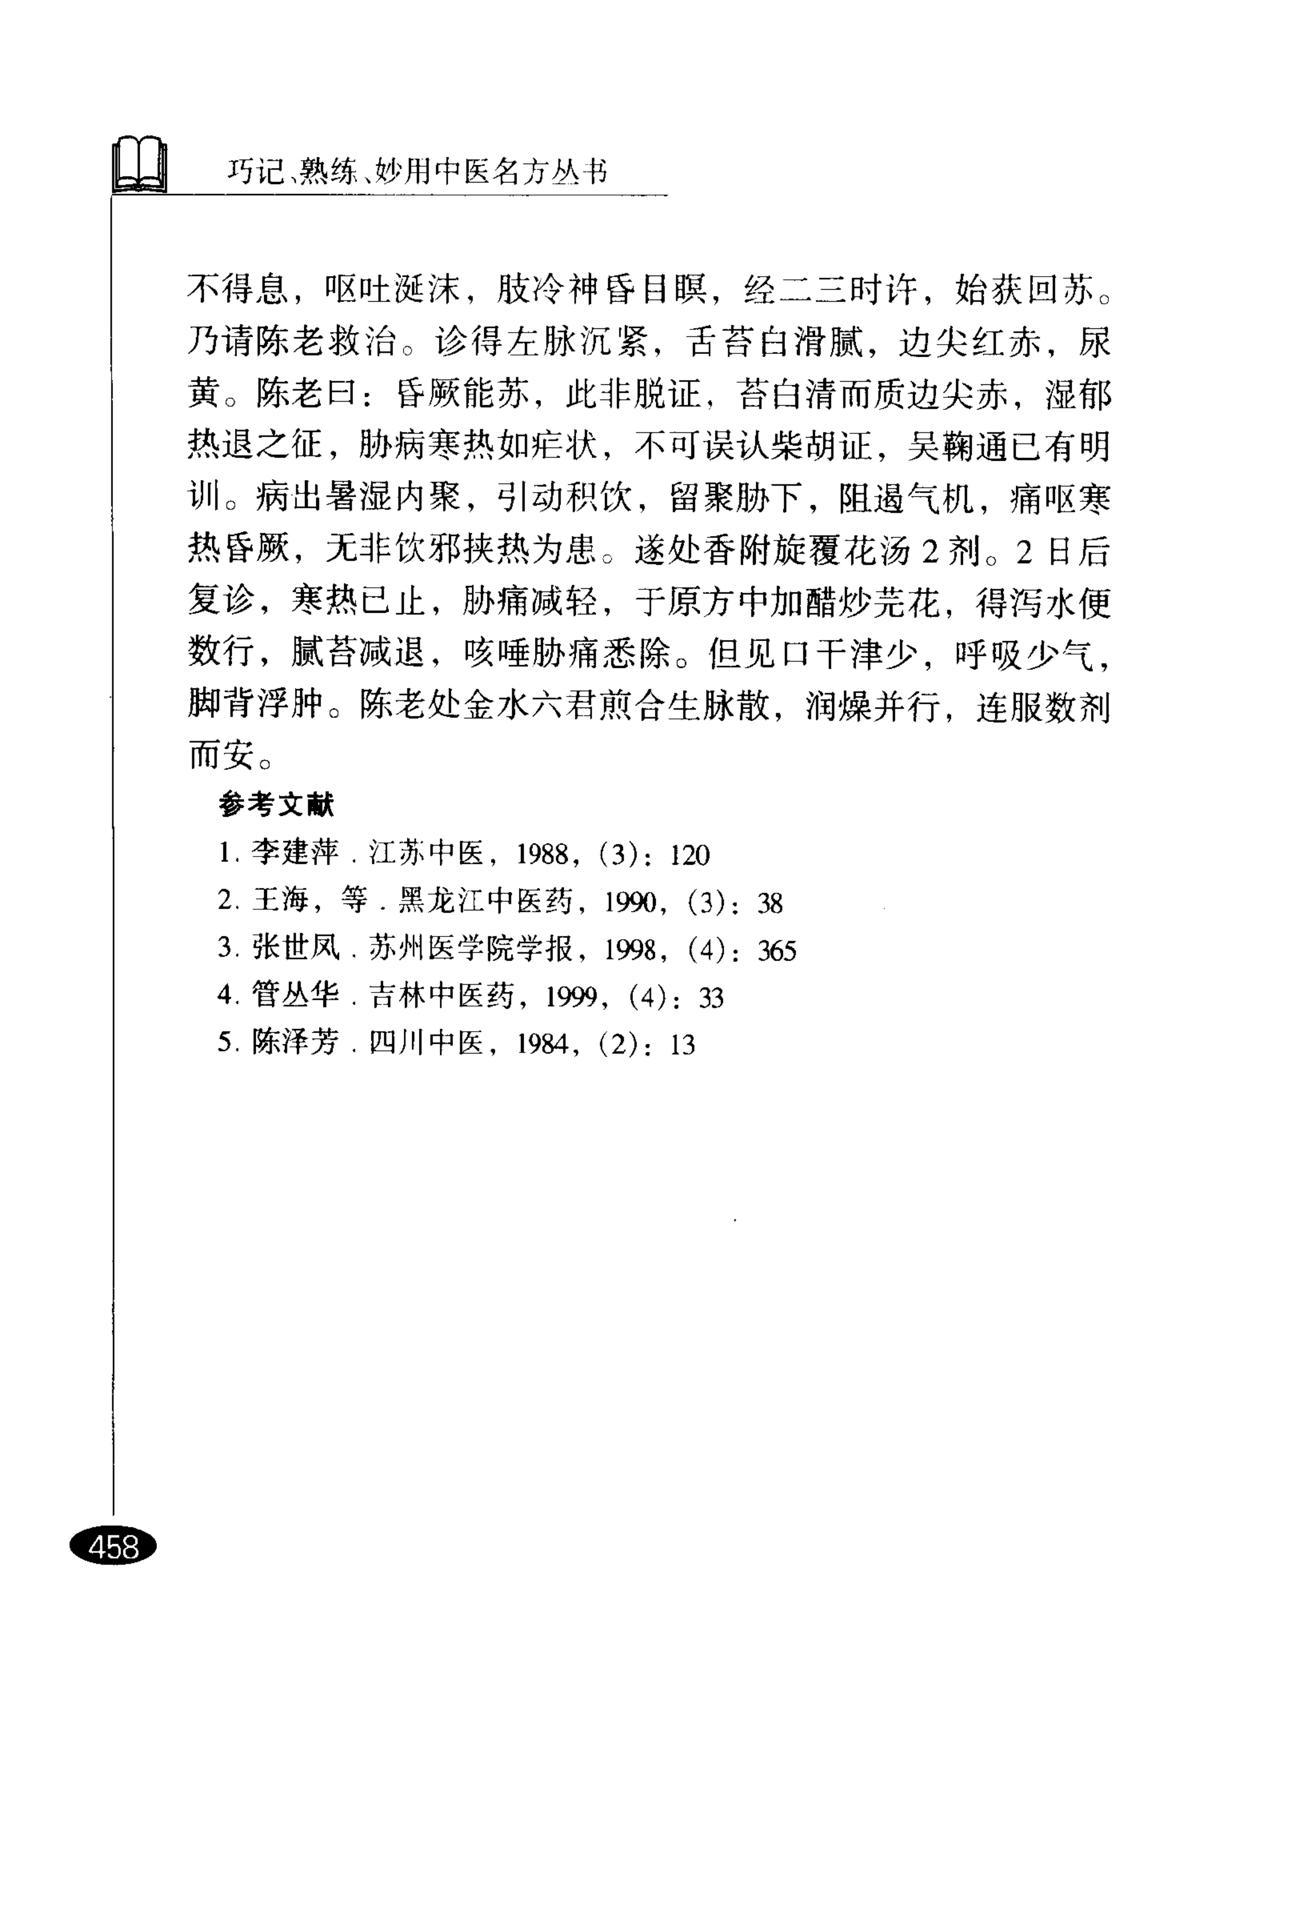 巧记、熟练、妙用中医名方丛书
不得息，呕吐涎沫，肢冷神昏目瞑，经二三时许，始获回苏。
乃请陈老救治。诊得左脉沉紧，舌苔白滑腻，边尖红赤，尿
黄。陈老曰：昏厥能苏，此非脱证，苔白清而质边尖赤，湿郁
热退之征，胁病寒热如疟状，不可误认柴胡证，吴鞠通已有明
训。病出暑湿内聚，引动积饮，留聚胁下，阻遏气机，痛呕寒
热昏厥，无非饮邪挟热为患。遂处香附旋覆花汤 2 剂。2 日后
复诊，寒热已止，胁痛减轻，于原方中加醋炒芫花，得泻水便
数行，腻苔减退，咳唾胁痛悉除。但见口干津少，呼吸少气，
脚背浮肿。陈老处金水六君煎合生脉散，润燥并行，连服数剂
而安。
参考文献
1. 李建萍．江苏中医，1988，(3)：120
2. 王海，等．黑龙江中医药，1990，(3)：38
3. 张世凤．苏州医学院学报，1998，(4)：365
4. 管丛华．吉林中医药，1999，(4)：33
5. 陈泽芳．四川中医，1984，(2)：13
458